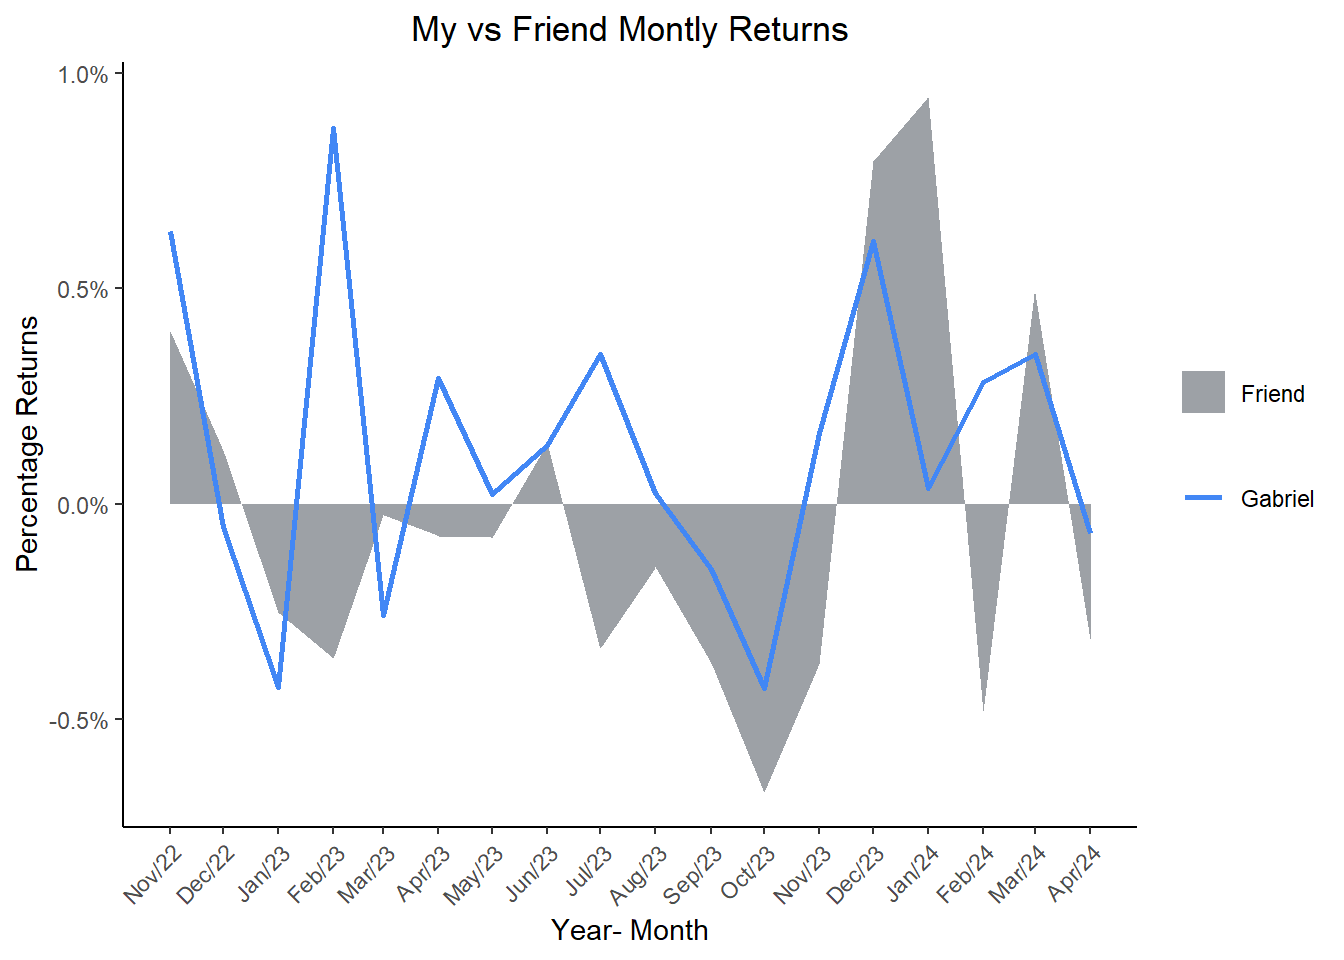 My vs Friend Montly Returns
1.0%
0.5%
0.0%
-0.5%
Percentage Returns
Nov/22
Dec/22
Jan/23
Feb/23
Mar/23
Apr/23
May/23
Jun/23
Jul/23
Aug/23
Sep/23
Oct/23
Nov/23
Dec/23
Jan/24
Feb/24
Mar/24
Apr/24
Year- Month
Friend
Gabriel